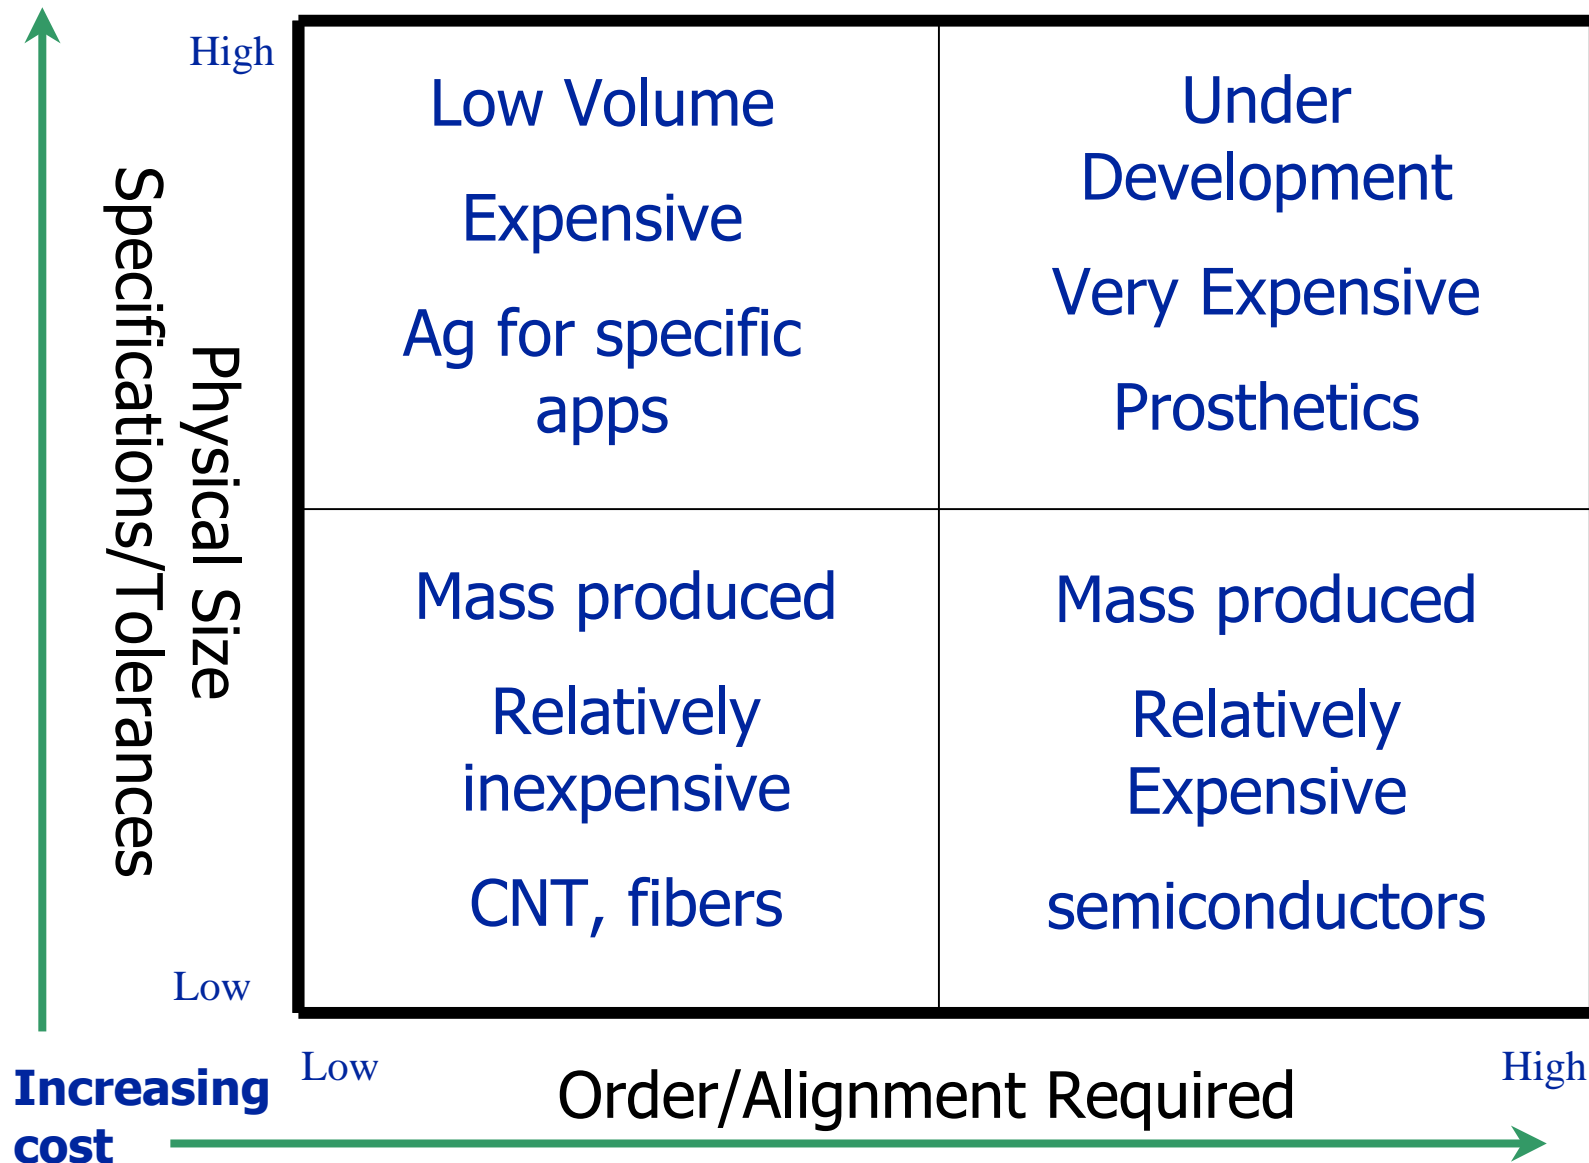 High
Low Volume
Expensive
Ag for specific
apps
Under
Development
Very Expensive
Prosthetics
Physical Size
Specifications/Tolerances
Mass produced
Relatively
inexpensive
CNT, fibers
Mass produced
Relatively
Expensive
semiconductors
Low
Low
Order/Alignment Required
High
Increasing
cost